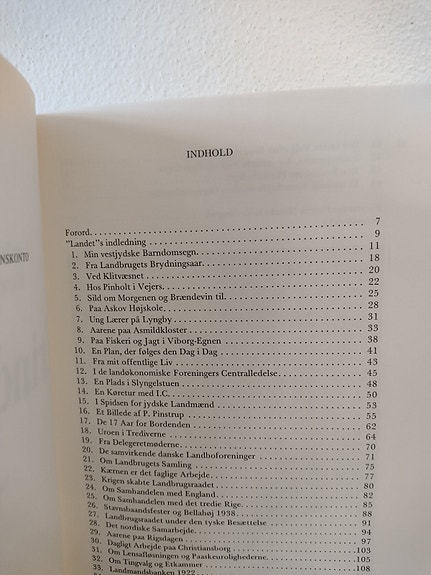 NSKONTO
INDHOLD
Forord. 7
"Landet"s indledning 9
1. Min vestjydske Barndomsegn. 11
2. Fra Landbrugets Brydningsaar. 18
3. Ved Klitvæsnet 20
4. Hos Pinholt i Vejers. 22
5. Sild om Morgenen og Brændevin til. 25
6. Paa Askov Højskole. 28
7. Ung Lærer på Lyngby 31
8. Aarene paa Asmildkloster 33
9. Paa Fiskeri og Jagt i Viborg-Egnen 38
10. En Plan, der følges den Dag i Dag 41
11. Fra mit offentlige Liv 43
12. I de landøkonomiske Foreningers Centralledelse. 45
13. En Plads i Slyngelstuen 48
14. En Køretur med I.C. 50
15. I Spidsen for jydske Landmænd 53
16. Et Billede af P. Pinstrup 55
17. De 17 Aar for Bordenden 62
18. Uroen i Trediverne 64
19. Fra Delegeretmøderne. 70
20. De samvirkende danske Landboforeninger 71
21. Om Landbrugets Samling 75
22. Kærnen er det faglige Arbejde. 77
23. Krigen skabte Landbrugsraadet 80
24. Om Samhandelen med England. 82
25. Om Samhandelen med det tredie Rige. 85
26. Stavnsbaandsfester og Bellahøj 1938 88
27. Landbrugsraadet under den tyske Besættelse 91
28. Det nordiske Samarbejde. 94
29. Aarene paa Rigsdagen 97
30. Dagligt Arbejde paa Christiansborg 103
31. Om Lensafløsningen og Paaskeurolighederne. 105
32. Om Tingvalg og Etkammer 108
33. Landmandsbanken 1922